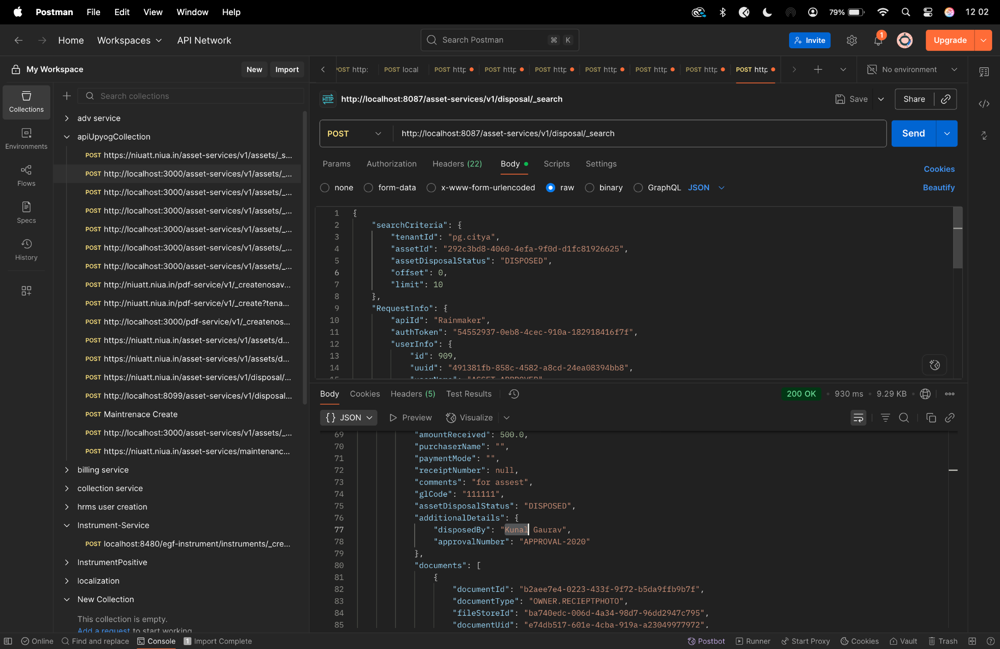 Postman File Edit View Window Help 79% 12 02
Home Workspaces API Network Search Postman ⌘ K Invite 1 Upgrade
My Workspace New Import
POST local POST http POST http POST http POST http POST http POST http POST http No environment
Collections
Environments
Flows
Specs
History
Search collections
adv service
apiUpyogCollection
POST https://niuatt.niua.in/asset-services/v1/assets/_s...
POST http://localhost:3000/asset-services/v1/assets/_...
POST http://localhost:3000/asset-services/v1/assets/_...
POST http://localhost:3000/asset-services/v1/assets/_...
POST http://localhost:3000/asset-services/v1/assets/_...
POST http://localhost:3000/asset-services/v1/assets/_...
POST http://localhost:3000/asset-services/v1/assets/_...
POST http://niuatt.niua.in/pdf-service/v1/_createnosav...
POST http://niuatt.niua.in/pdf-service/v1/_create?tena...
POST http://localhost:3000/pdf-service/v1/_createnos...
POST https://niuatt.niua.in/asset-services/v1/assets/d...
POST https://niuatt.niua.in/asset-services/v1/assets/d...
POST https://niuatt.niua.in/asset-services/v1/disposal/...
POST http://localhost:8099/asset-services/v1/disposal...
POST Maintrenace Create
POST http://localhost:3000/asset-services/v1/assets/_...
POST https://niuatt.niua.in/asset-services/maintenanc...
billing service
collection service
hrms user creation
Instrument-Service
POST localhost:8480/egf-instrument/instruments/_cre...
InstrumentPositive
localization
New Collection
This collection is empty.
Add a request to start working.
HTTP http://localhost:8087/asset-services/v1/disposal/_search Save Share
POST http://localhost:8087/asset-services/v1/disposal/_search Send
Params Authorization Headers (22) Body Scripts Settings Cookies
none form-data x-www-form-urlencoded raw binary GraphQL JSON Beautify
1 {
2 "searchCriteria": {
3 "tenantId": "pg.citya",
4 "assetId": "292c3bd8-4060-4efa-9f0d-d1fc81926625",
5 "assetDisposalStatus": "DISPOSED",
6 "offset": 0,
7 "limit": 10
8 },
9 "RequestInfo": {
10 "apiId": "Rainmaker",
11 "authToken": "54552937-0eb8-4cec-910a-182918416f7f",
12 "userInfo": {
13 "id": 909,
14 "uuid": "491381fb-858c-4582-a8cd-24ea08394bb8",
Body Cookies Headers (5) Test Results 200 OK 930 ms 9.29 KB
{} JSON Preview Visualize
69 "amountReceived": 500.0,
70 "purchaserName": "",
71 "paymentMode": "",
72 "receiptNumber": null,
73 "comments": "for assest",
74 "glCode": "111111",
75 "assetDisposalStatus": "DISPOSED",
76 "additionalDetails": {
77 "disposedBy": "Kunal Gaurav",
78 "approvalNumber": "APPROVAL-2020"
79 },
80 "documents": [
81 {
82 "documentId": "b2aee7e4-0223-433f-9f72-b5da9ffb9b7f",
83 "documentType": "OWNER.RECIEPTPHOTO",
84 "fileStoreId": "ba740edc-006d-4a34-98d7-96dd2947c795",
85 "documentUid": "e74db517-601e-4cba-919a-a23049977972",
Online Find and replace Console 1 Import Complete Postbot Runner Start Proxy Cookies Vault Trash